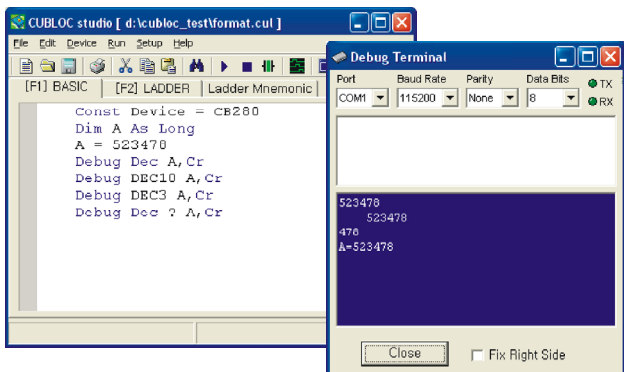 CUBLOC studio [ d:\cubloc_test\format.cul ]
File Edit Device Run Setup Help
[F1] BASIC [F2] LADDER Ladder Mnemonic
Const Device = CB280
Dim A As Long
A = 523478
Debug Dec A,Cr
Debug DEC10 A,Cr
Debug DEC3 A,Cr
Debug Dec ? A,Cr
Debug Terminal
Port Baud Rate Parity Data Bits TX
COM1 115200 None 8 RX
523478
523478
478
A=523478
Close Fix Right Side